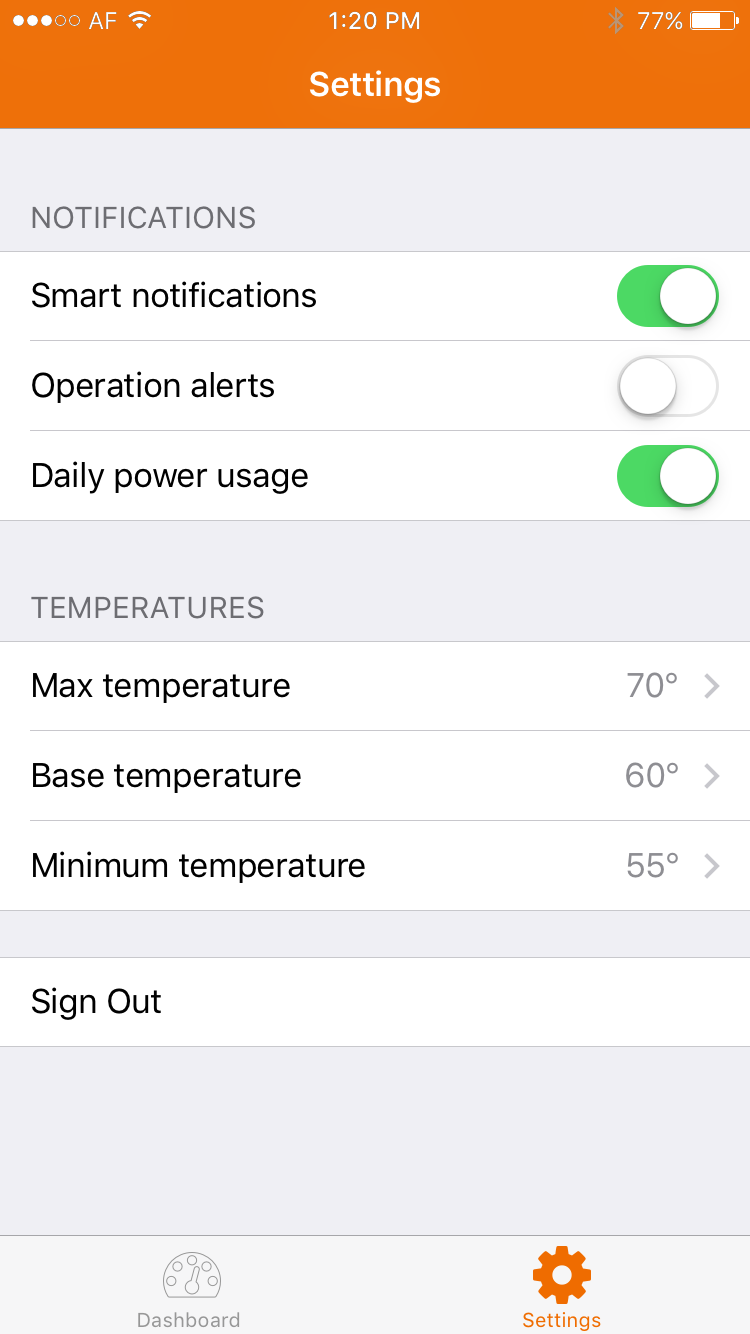 AF 1:20 PM 77%
Settings
NOTIFICATIONS
Smart notifications
Operation alerts
Daily power usage
TEMPERATURES
Max temperature 70°
Base temperature 60°
Minimum temperature 55°
Sign Out
Dashboard Settings